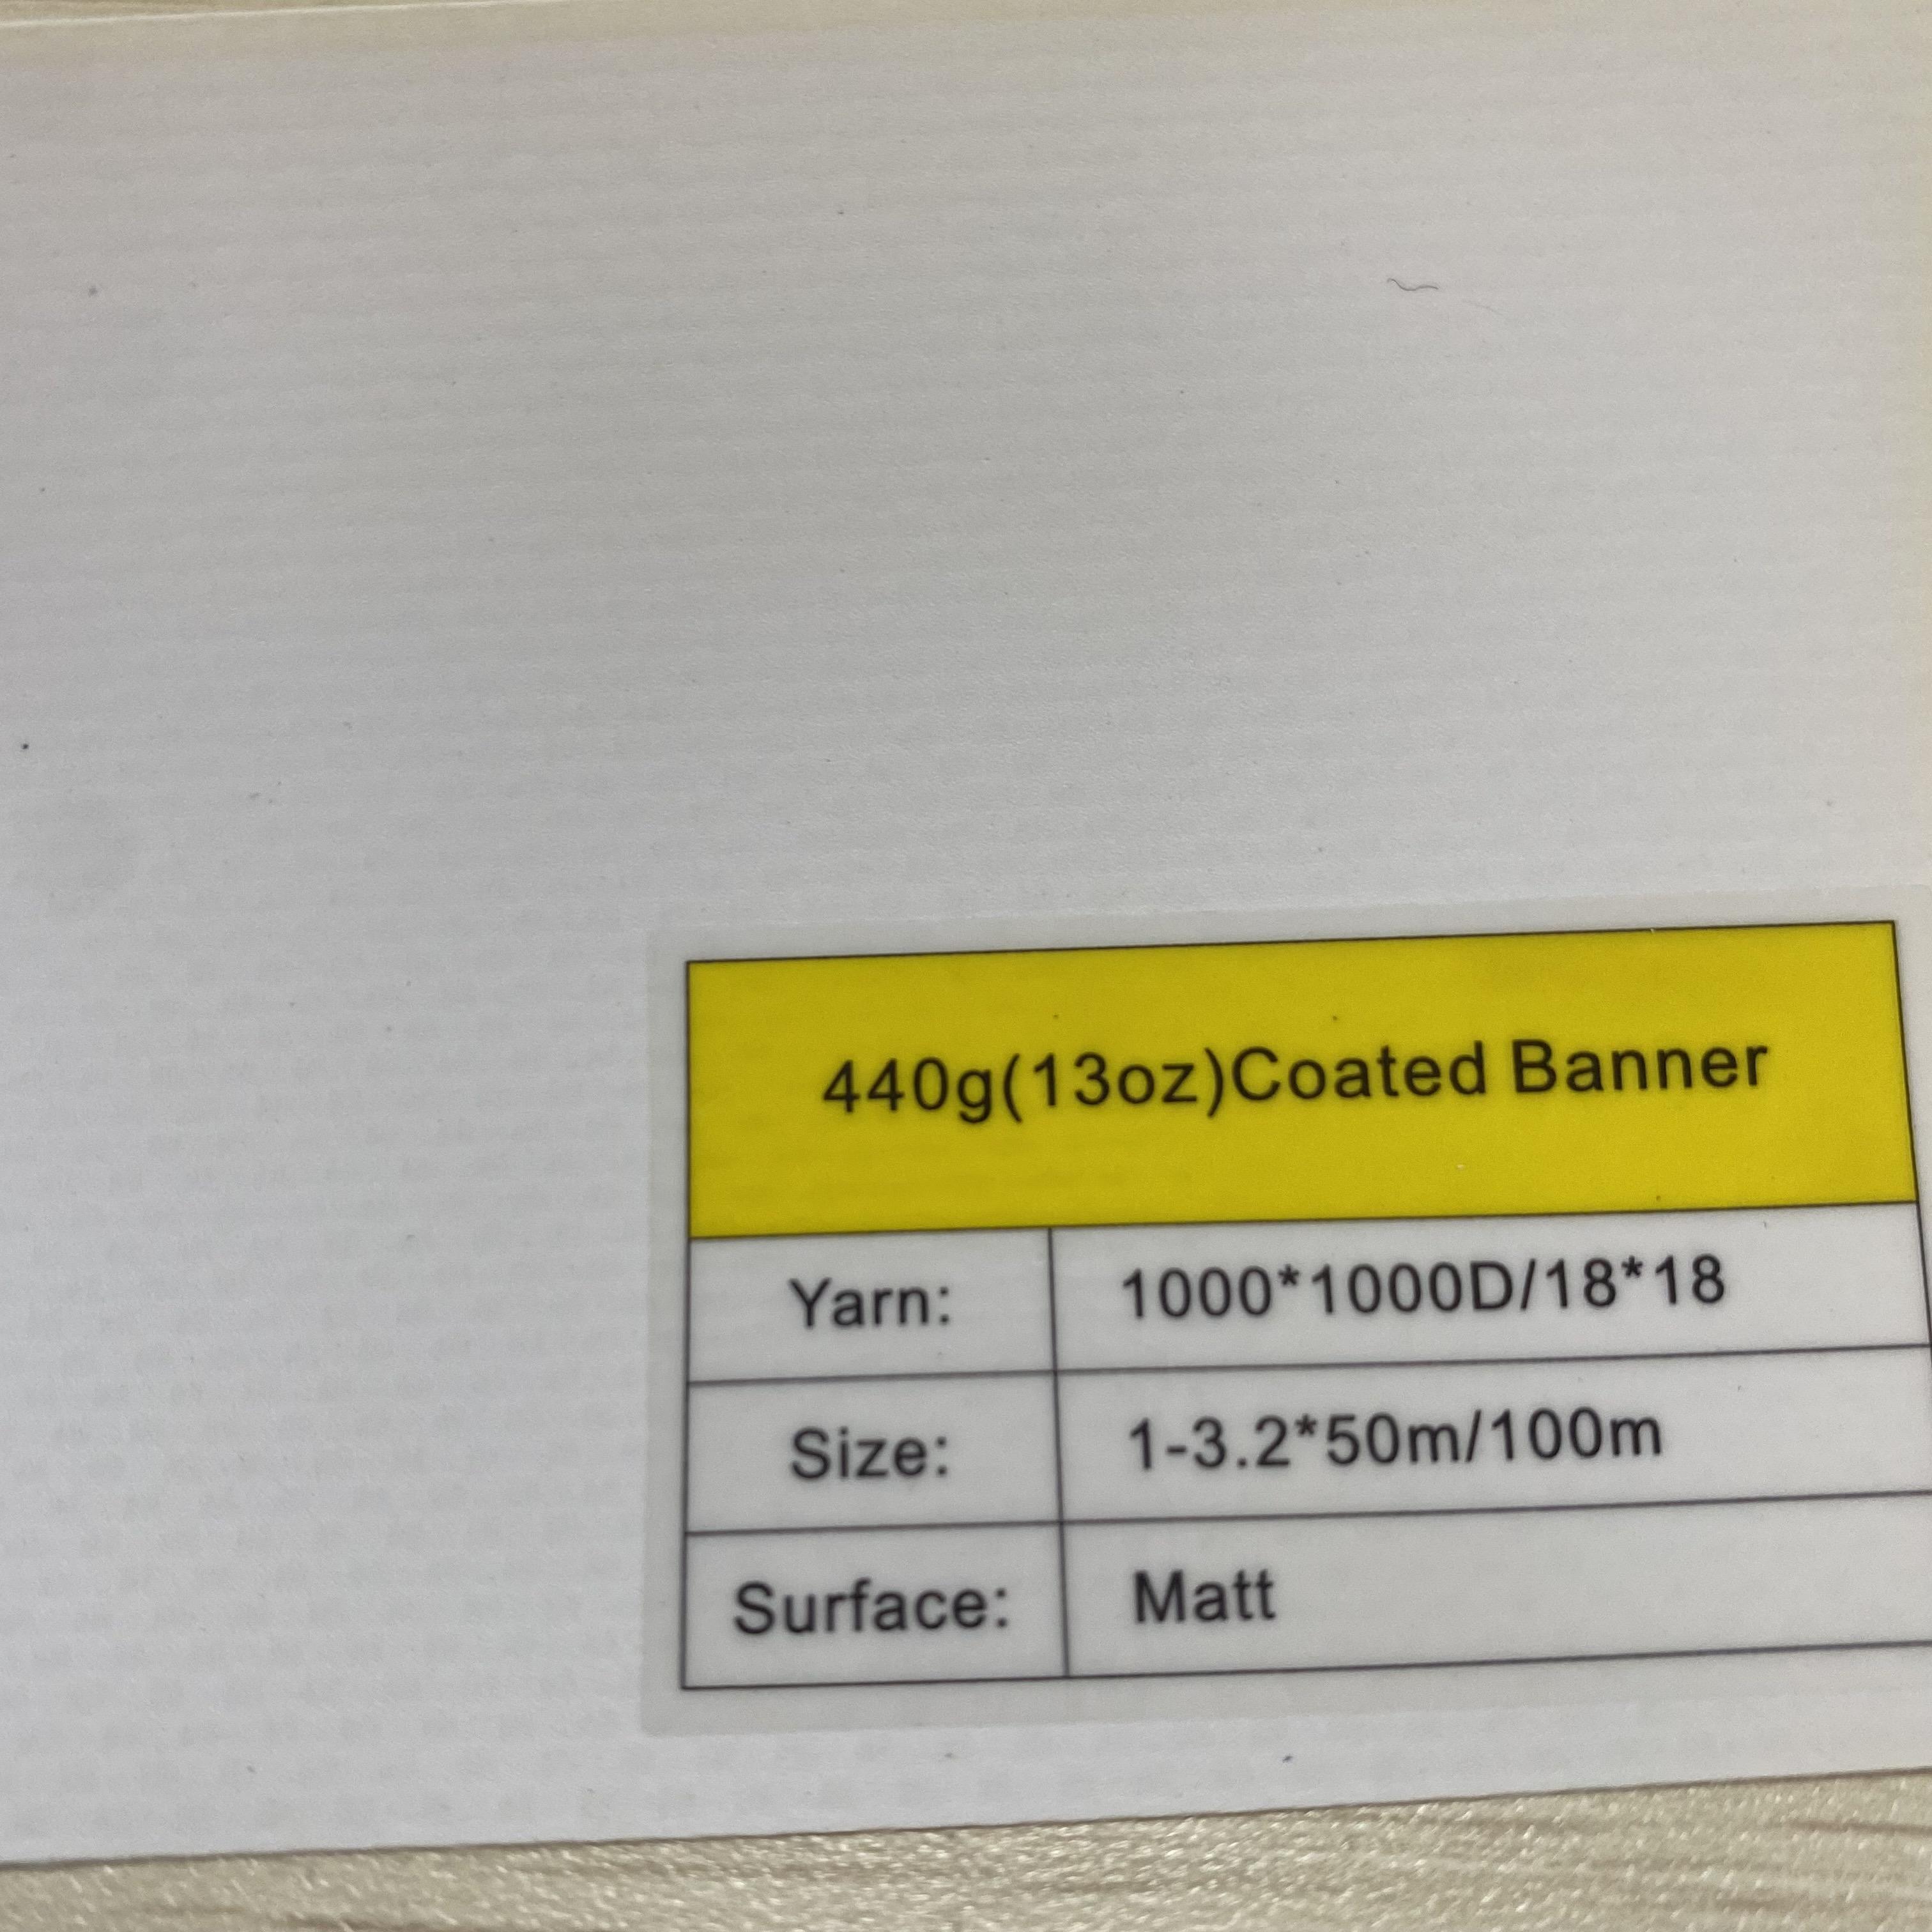 440g(13oz)Coated Banner
Yarn: 1000*1000D/18*18
Size: 1-3.2*50m/100m
Surface: Matt